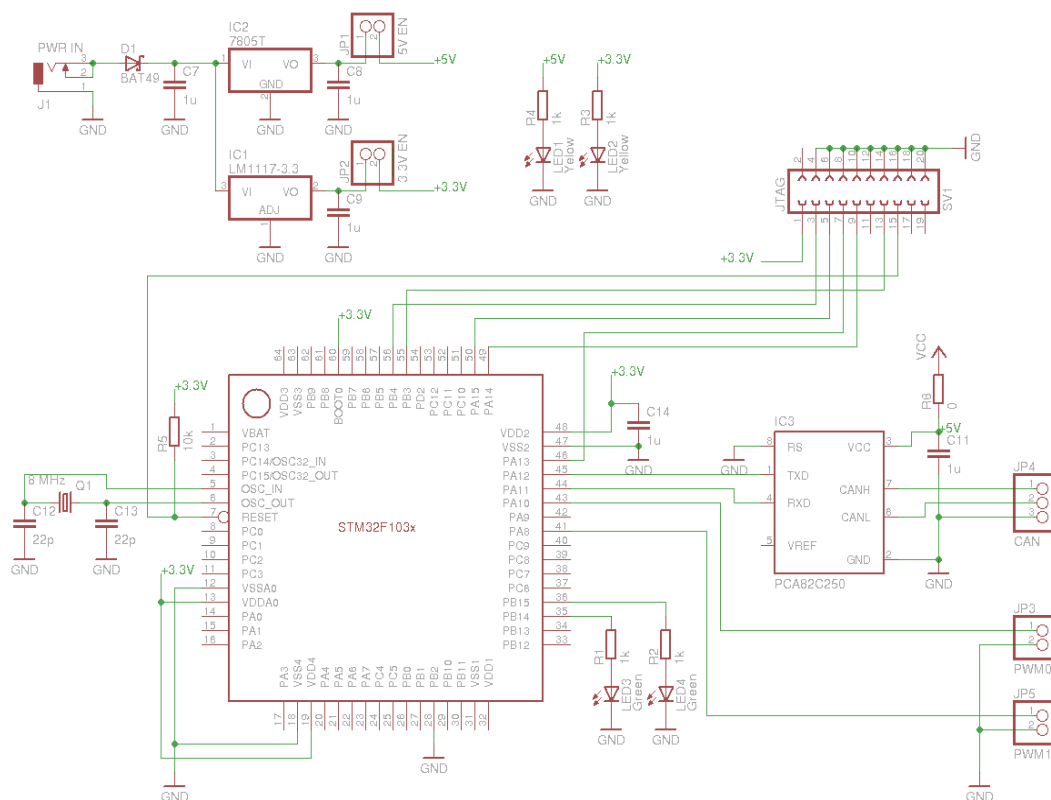 PWR IN
3
2
1
J1
GND
D1
BAT49
C7
1u
GND
IC2
7805T
1 VI VO 3
GND
2
GND
C8
1u
GND
JP1
1 2
5V EN
+5V
IC1
LM1117-3.3
3 VI VO 2
ADJ
1
GND
C9
1u
GND
JP2
1 2
3.3V EN
+3.3V
+5V
R4
1k
LED1
Yelow
GND
+3.3V
R3
1k
LED2
Yellow
GND
JTAG
2 4 6 8 10 12 14 16 18 20
1 3 5 7 9 11 13 15 17 19
SV1
GND
+3.3V
+3.3V
64 63 62 61 60 59 58 57 56 55 54 53 52 51 50 49
VDD3 VSS3 PB9 PB8 BOOT0 PB7 PB6 PB5 PB4 PB3 PD2 PC12 PC11 PC10 PA15 PA14
+3.3V
R5
10k
1 VBAT
2 PC13
3 PC14/OSC32_IN
4 PC15/OSC32_OUT
5 OSC_IN
6 OSC_OUT
7 RESET
8 PC0
9 PC1
10 PC2
11 PC3
12 VSSA0
13 VDDA0
14 PA0
15 PA1
16 PA2
8 MHz
Q1
C12
22p
GND
C13
22p
GND
+3.3V
GND
STM32F103x
VDD2 48
VSS2 47
PA13 46
PA12 45
PA11 44
PA10 43
PA9 42
PA8 41
PC9 40
PC8 39
PC7 38
PC6 37
PB15 36
PB14 35
PB13 34
PB12 33
PA3 VSS4 VDD4 PA4 PA5 PA6 PA7 PC4 PC5 PB0 PB1 PB2 PB10 PB11 VSS1 VDD1
17 18 19 20 21 22 23 24 25 26 27 28 29 30 31 32
GND
+3.3V
C14
1u
GND
R1
1k
LED3
Green
GND
R2
1k
LED4
Green
GND
VCC
R6
0
+5V
C11
1u
GND
IC3
GND
8 RS
1 TXD
4 RXD
5 VREF
VCC 3
CANH 7
CANL 6
GND 2
PCA82C250
GND
JP4
1
2
3
CAN
JP3
1
2
PWM0
JP5
1
2
PWM1
GND